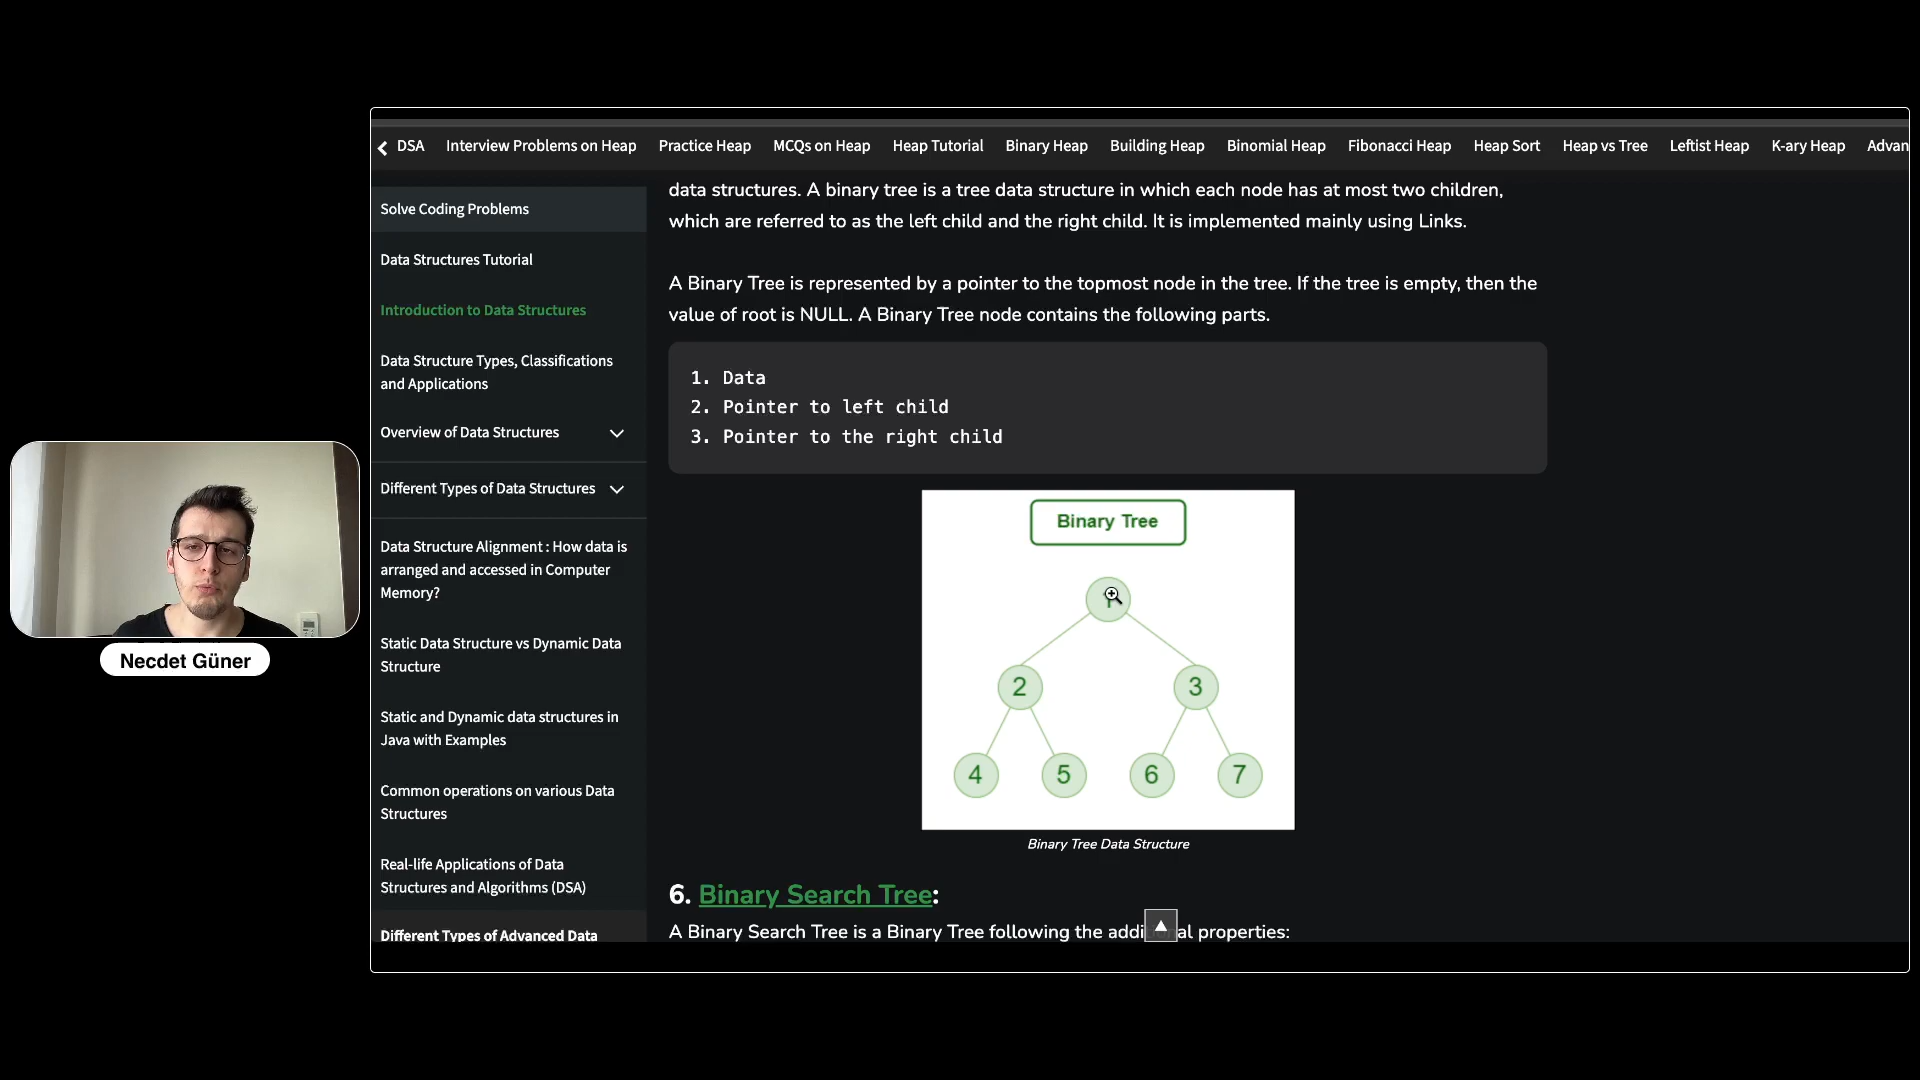 DSA Interview Problems on Heap Practice Heap MCQs on Heap Heap Tutorial Binary Heap Building Heap Binomial Heap Fibonacci Heap Heap Sort Heap vs Tree Leftist Heap K-ary Heap Advan
Solve Coding Problems
Data Structures Tutorial
Introduction to Data Structures
Data Structure Types, Classifications
and Applications
Overview of Data Structures
Different Types of Data Structures
Data Structure Alignment : How data is
arranged and accessed in Computer
Memory?
Static Data Structure vs Dynamic Data
Structure
Static and Dynamic data structures in
Java with Examples
Common operations on various Data
Structures
Real-life Applications of Data
Structures and Algorithms (DSA)
Different Types of Advanced Data
data structures. A binary tree is a tree data structure in which each node has at most two children,
which are referred to as the left child and the right child. It is implemented mainly using Links.
A Binary Tree is represented by a pointer to the topmost node in the tree. If the tree is empty, then the
value of root is NULL. A Binary Tree node contains the following parts.
1. Data
2. Pointer to left child
3. Pointer to the right child
Binary Tree
2 3
4 5 6 7
Binary Tree Data Structure
6. Binary Search Tree:
A Binary Search Tree is a Binary Tree following the properties:
Necdet Güner